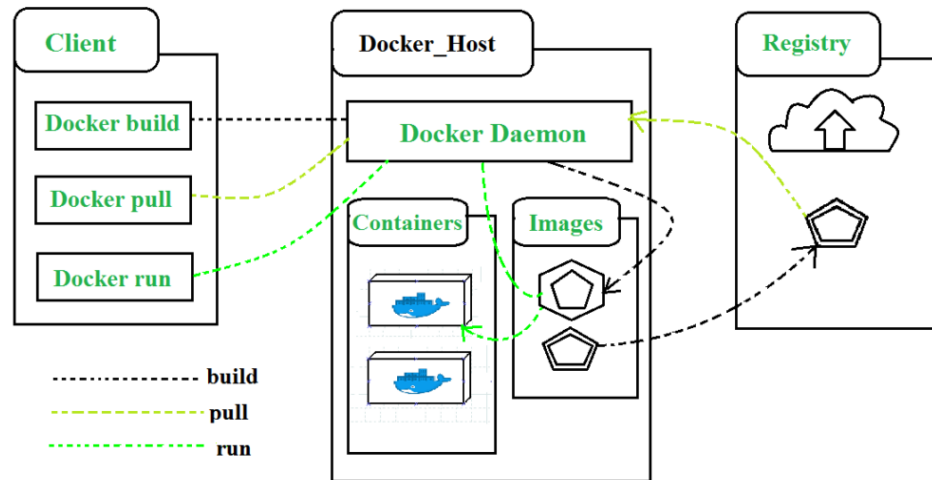 Client
Docker_Host
Registry
Docker build
Docker Daemon
Docker pull
Containers
Images
Docker run
build
pull
run